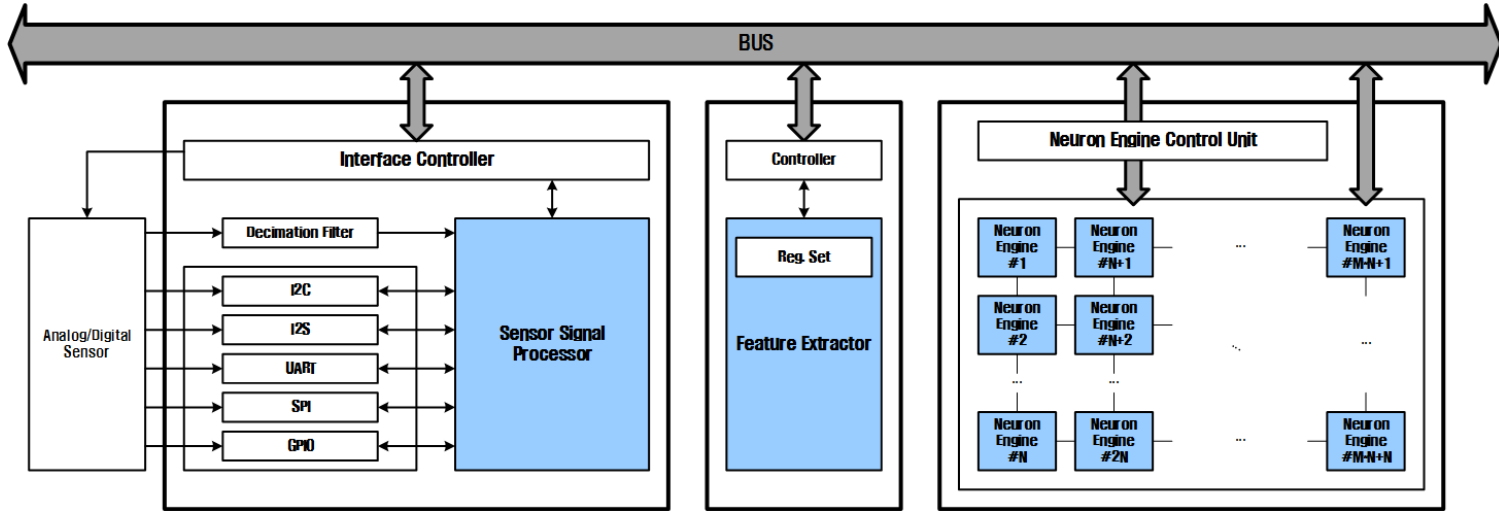 BUS
Interface Controller
Analog/Digital
Sensor
Decimation Filter
I2C
I2S
UART
SPI
GPIO
Sensor Signal
Processor
Controller
Reg. Set
Feature Extractor
Neuron Engine Control Unit
Neuron
Engine
#1
Neuron
Engine
#N+1
...
Neuron
Engine
#M-N+1
Neuron
Engine
#2
Neuron
Engine
#N+2
...
...
...
...
Neuron
Engine
#N
Neuron
Engine
#2N
...
Neuron
Engine
#M-N+N